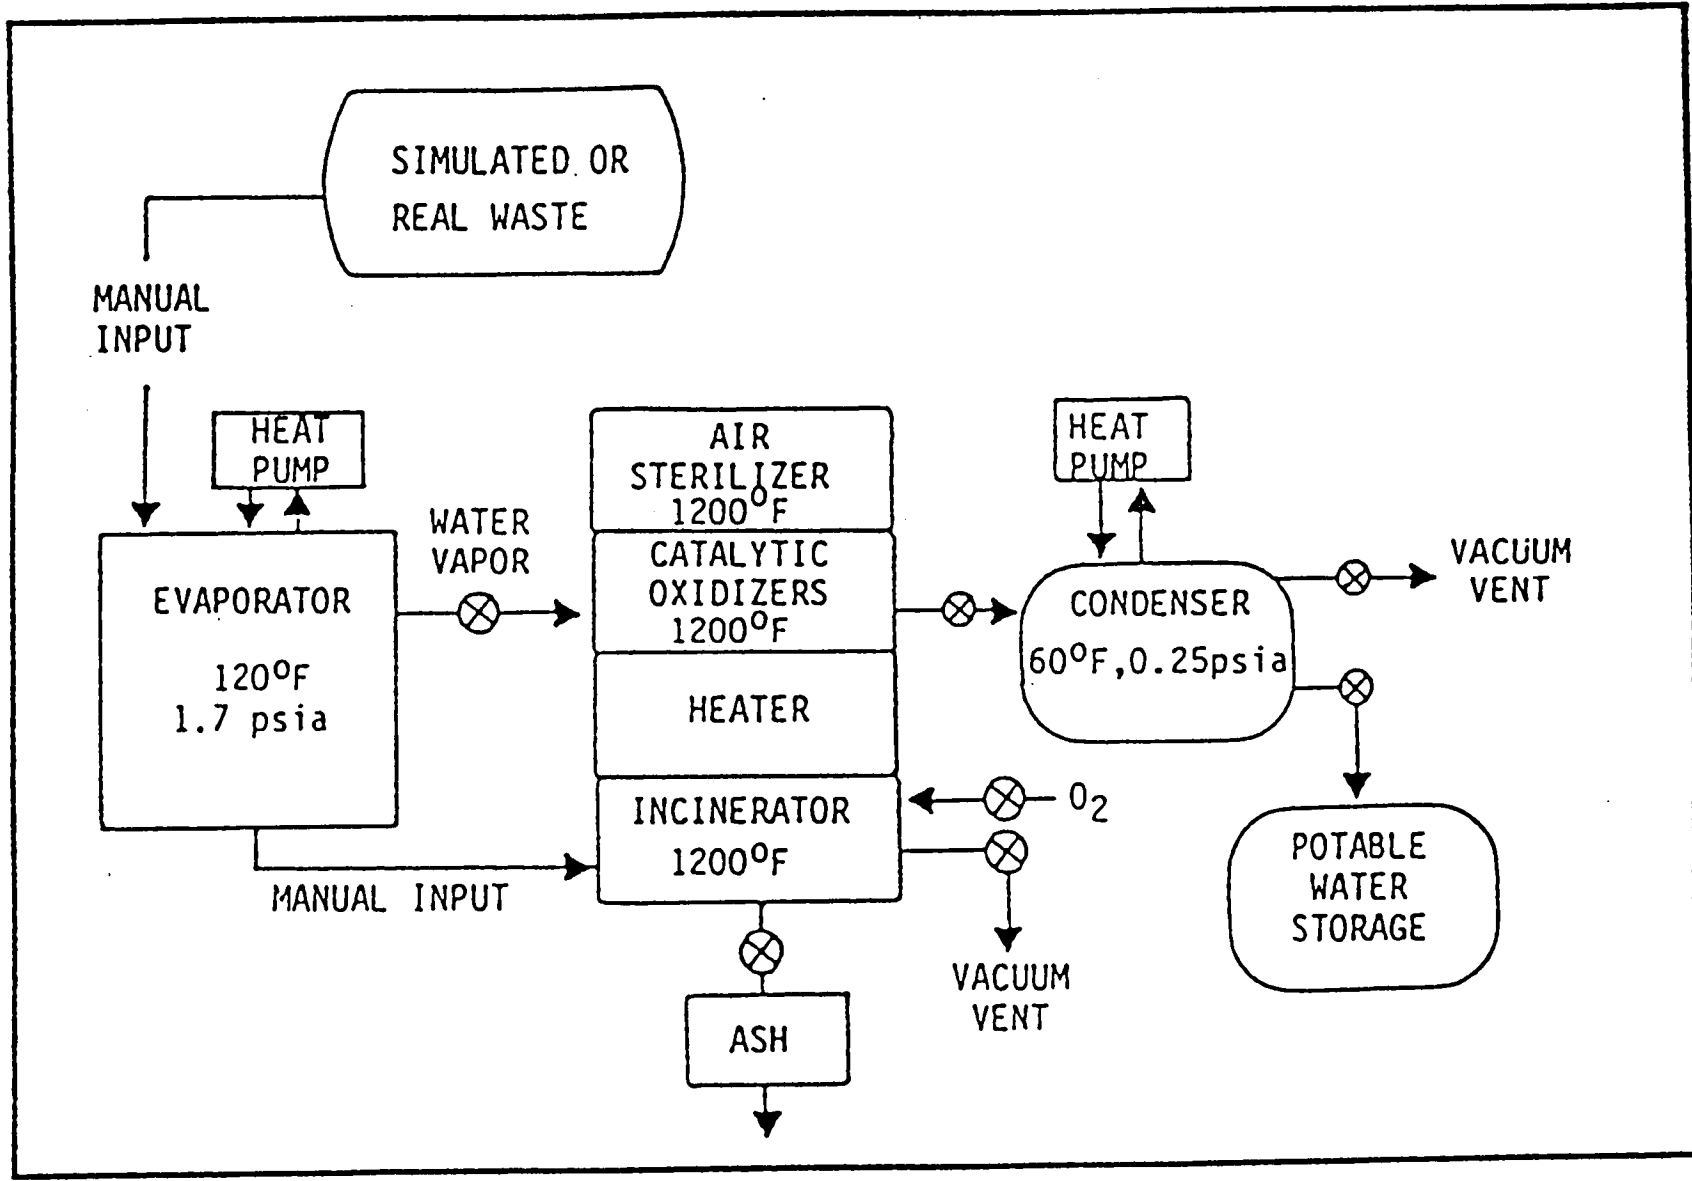 SIMULATED OR
REAL WASTE
MANUAL
INPUT
HEAT
PUMP
EVAPORATOR
120°F
1.7 psia
WATER
VAPOR
AIR
STERILIZER
1200°F
CATALYTIC
OXIDIZERS
1200°F
HEATER
INCINERATOR
1200°F
MANUAL INPUT
HEAT
PUMP
CONDENSER
60°F,0.25psia
VACUUM
VENT
O2
VACUUM
VENT
POTABLE
WATER
STORAGE
ASH